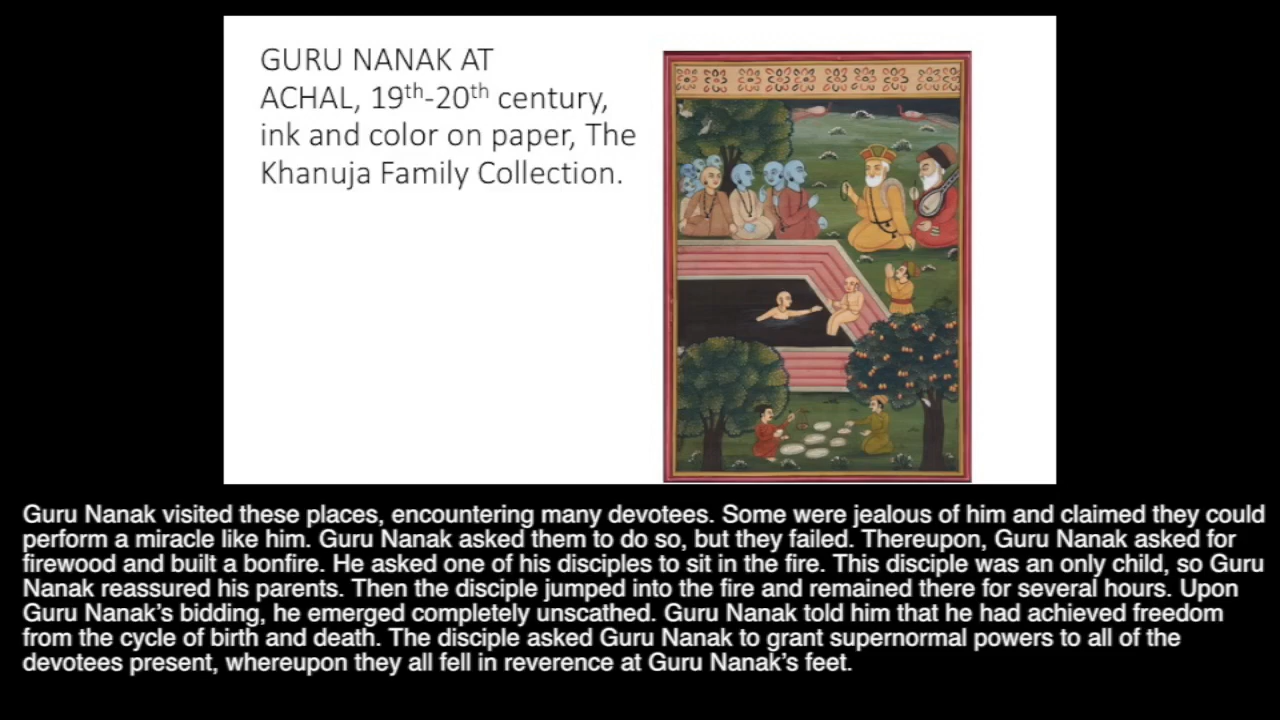 GURU NANAK AT
ACHAL, 19th-20th century,
ink and color on paper, The
Khanuja Family Collection.
Guru Nanak visited these places, encountering many devotees. Some were jealous of him and claimed they could
perform a miracle like him. Guru Nanak asked them to do so, but they failed. Thereupon, Guru Nanak asked for
firewood and built a bonfire. He asked one of his disciples to sit in the fire. This disciple was an only child, so Guru
Nanak reassured his parents. Then the disciple jumped into the fire and remained there for several hours. Upon
Guru Nanak’s bidding, he emerged completely unscathed. Guru Nanak told him that he had achieved freedom
from the cycle of birth and death. The disciple asked Guru Nanak to grant supernormal powers to all of the
devotees present, whereupon they all fell in reverence at Guru Nanak’s feet.